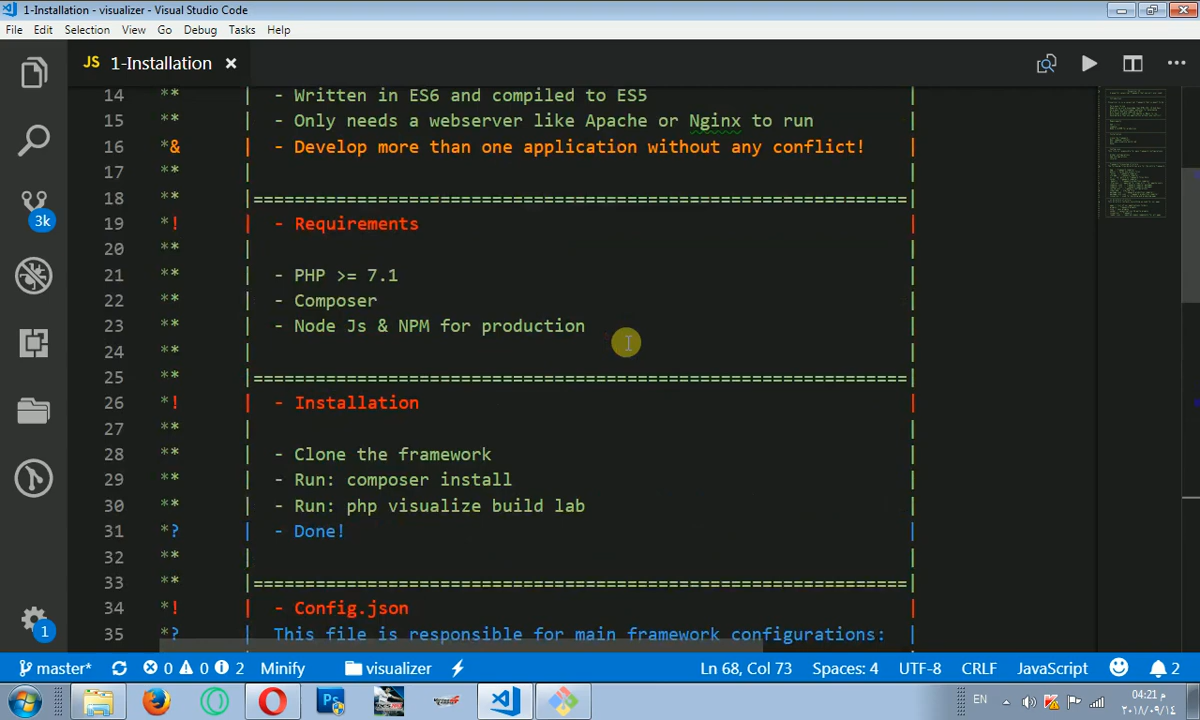 1-Installation - visualizer - Visual Studio Code
File Edit Selection View Go Debug Tasks Help
JS 1-Installation
14 ** | - Written in ES6 and compiled to ES5 |
15 ** | - Only needs a webserver like Apache or Nginx to run |
16 *& | - Develop more than one application without any conflict! |
17 ** | |
18 ** |===============================================================|
19 *! | - Requirements |
20 ** | |
21 ** | - PHP >= 7.1 |
22 ** | - Composer |
23 ** | - Node Js & NPM for production |
24 ** | |
25 ** |===============================================================|
26 *! | - Installation |
27 ** | |
28 ** | - Clone the framework |
29 ** | - Run: composer install |
30 ** | - Run: php visualize build lab |
31 *? | - Done! |
32 ** | |
33 ** |===============================================================|
34 *! | - Config.json |
35 *? | This file is responsible for main framework configurations: |
3k
1
master* 0 0 2 Minify visualizer Ln 68, Col 73 Spaces: 4 UTF-8 CRLF JavaScript 2
Ps EN م 04:21
٢٠١٨/٠٩/١٤